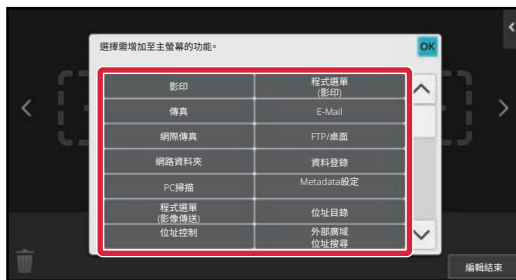 選擇需增加至主螢幕的功能。
OK
影印
程式選單
(影印)
傳真
E-Mail
網際傳真
FTP/桌面
網路資料夾
資料登錄
PC掃描
Metadata設定
程式選單
(影像傳送)
位址目錄
位址控制
外部廣域
位址搜尋
編輯結束